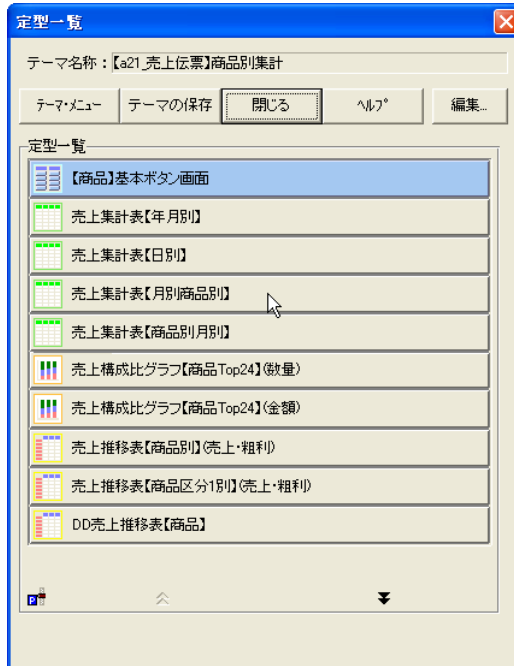 定型一覧
テーマ名称：【a21_売上伝票】商品別集計
ﾃｰﾏ･ﾒﾆｭｰ テーマの保存 閉じる ﾍﾙﾌﾟ 編集...
定型一覧
【商品】基本ボタン画面
売上集計表【年月別】
売上集計表【日別】
売上集計表【月別商品別】
売上集計表【商品別月別】
売上構成比グラフ【商品Top24】(数量)
売上構成比グラフ【商品Top24】(金額)
売上推移表【商品別】(売上･粗利)
売上推移表【商品区分1別】(売上･粗利)
DD売上推移表【商品】
P